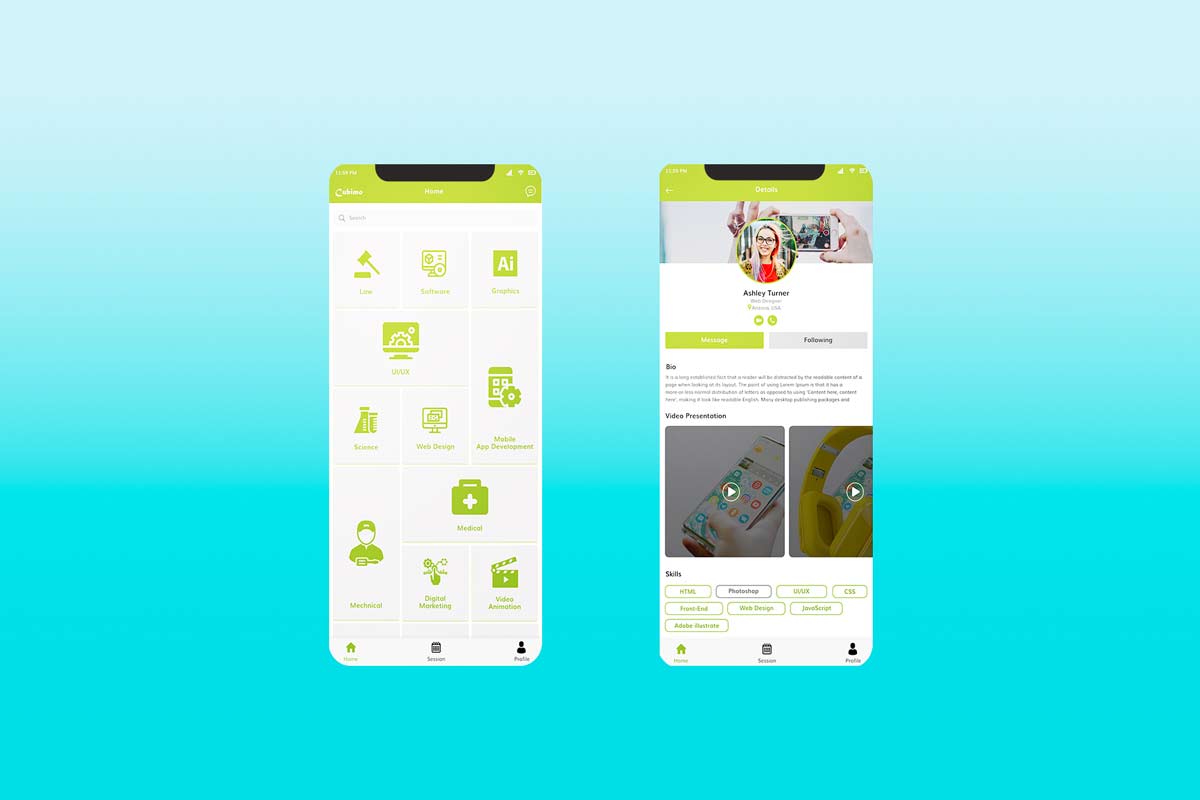 11:59 PM
Cabimo
Home
Search
Law
Software
Ai
Graphics
UI/UX
Mobile
App Development
Science
Web Design
Medical
Mechnical
Digital
Marketing
Video
Animation
Home
Session
Profile
11:59 PM
Details
Ashley Turner
Web Designer
Antioria, USA
Message
Following
Bio
It is a long established fact that a reader will be distracted by the readable content of a
page when looking at its layout. The point of using Lorem Ipsum is that it has a
more-or-less normal distribution of letters as opposed to using 'Content here, content
here', making it look like readable English. Many desktop publishing packages and
Video Presentation
Skills
HTML
Photoshop
UI/UX
CSS
Front-End
Web Design
JavaScript
Adobe illustrate
Home
Session
Profile